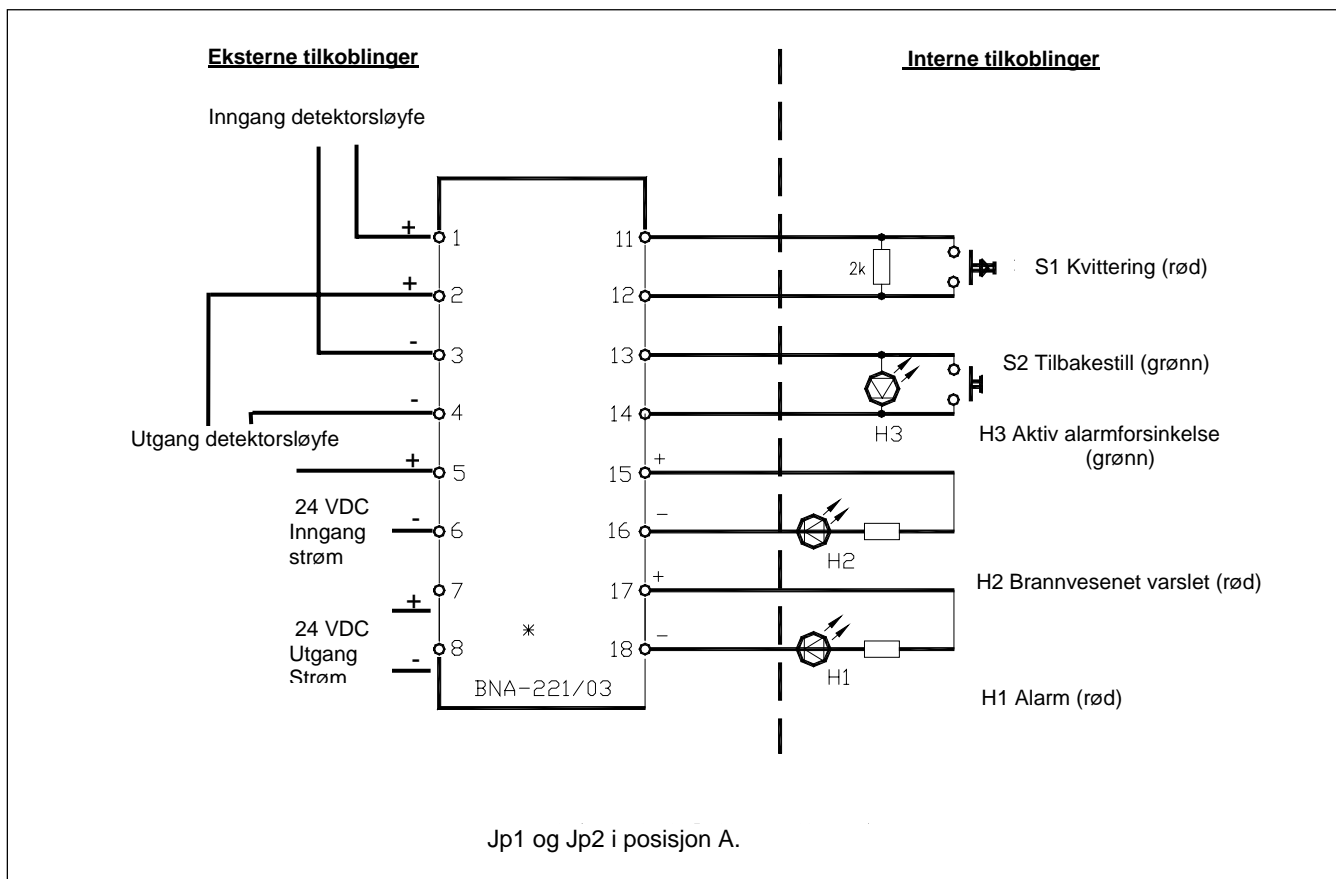 Eksterne tilkoblinger
Interne tilkoblinger
Inngang detektorsløyfe
+
1
11
2k
S1 Kvittering (rød)
+
2
12
-
3
13
S2 Tilbakestill (grønn)
-
4
14
H3
Utgang detektorsløyfe
H3 Aktiv alarmforsinkelse
(grønn)
+
5
15
+
24 VDC
Inngang
strøm
-
6
16
-
H2
H2 Brannvesenet varslet (rød)
+
7
17
+
24 VDC
Utgang
Strøm
-
8
*
18
-
H1
BNA-221/03
H1 Alarm (rød)
Jp1 og Jp2 i posisjon A.